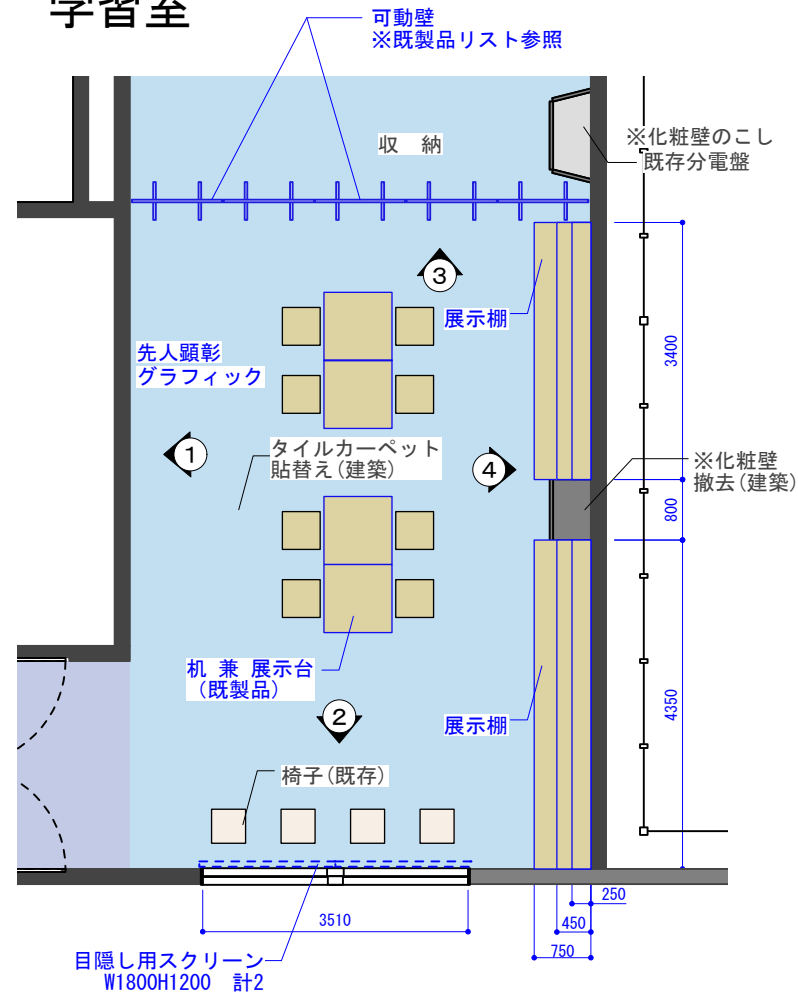 学習室
可動壁
※既製品リスト参照
収　納
※化粧壁のこし
既存分電盤
③
展示棚
先人顕彰
グラフィック
3400
①
タイルカーペット
貼替え(建築)
④
※化粧壁
撤去(建築)
800
机 兼 展示台
(既製品)
②
展示棚
4350
椅子(既存)
250
3510
450
750
目隠し用スクリーン
W1800H1200　計2